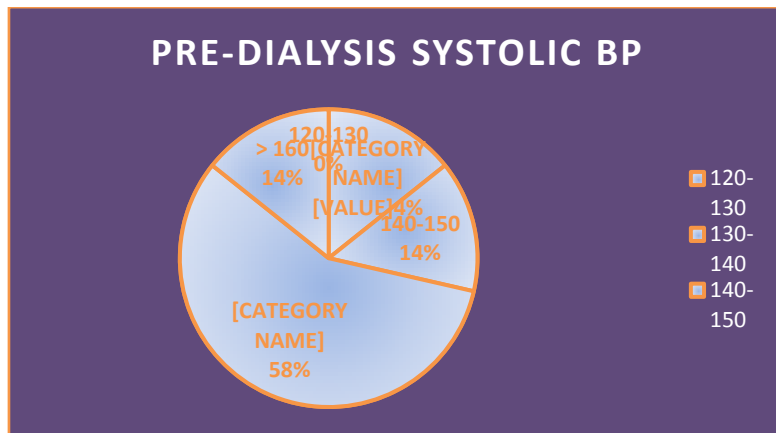 PRE-DIALYSIS SYSTOLIC BP
120-130
0%
> 160
14%
[CATEGORY
NAME]
[VALUE]4%
140-150
14%
[CATEGORY
NAME]
58%
120-
130
130-
140
140-
150